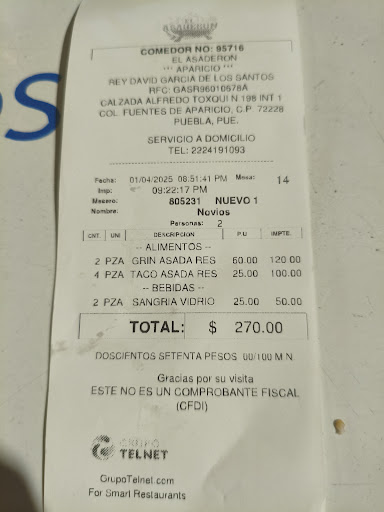 EL
ASADERON
COMEDOR NO: 95716
EL ASADERON
*** APARICIO ***
REY DAVID GARCIA DE LOS SANTOS
RFC: GASR96010678A
CALZADA ALFREDO TOXQUI N 198 INT 1
COL. FUENTES DE APARICIO, C.P. 72228
PUEBLA, PUE.
SERVICIO A DOMICILIO
TEL: 2224191093
Fecha: 01/04/2025 08:51:41 PM Mesa: 14
Imp: 09:22:17 PM
Mesero: 805231 NUEVO 1
Nombre: Novios
Personas: 2
CNT. UNI DESCRIPCION P.U IMPTE.
-- ALIMENTOS --
2 PZA GRIN ASADA RES 60.00 120.00
4 PZA TACO ASADA RES 25.00 100.00
-- BEBIDAS --
2 PZA SANGRIA VIDRIO 25.00 50.00
TOTAL: $ 270.00
DOSCIENTOS SETENTA PESOS 00/100 M.N.
Gracias por su visita
ESTE NO ES UN COMPROBANTE FISCAL
(CFDI)
GRUPO
TELNET
GrupoTelnet.com
For Smart Restaurants